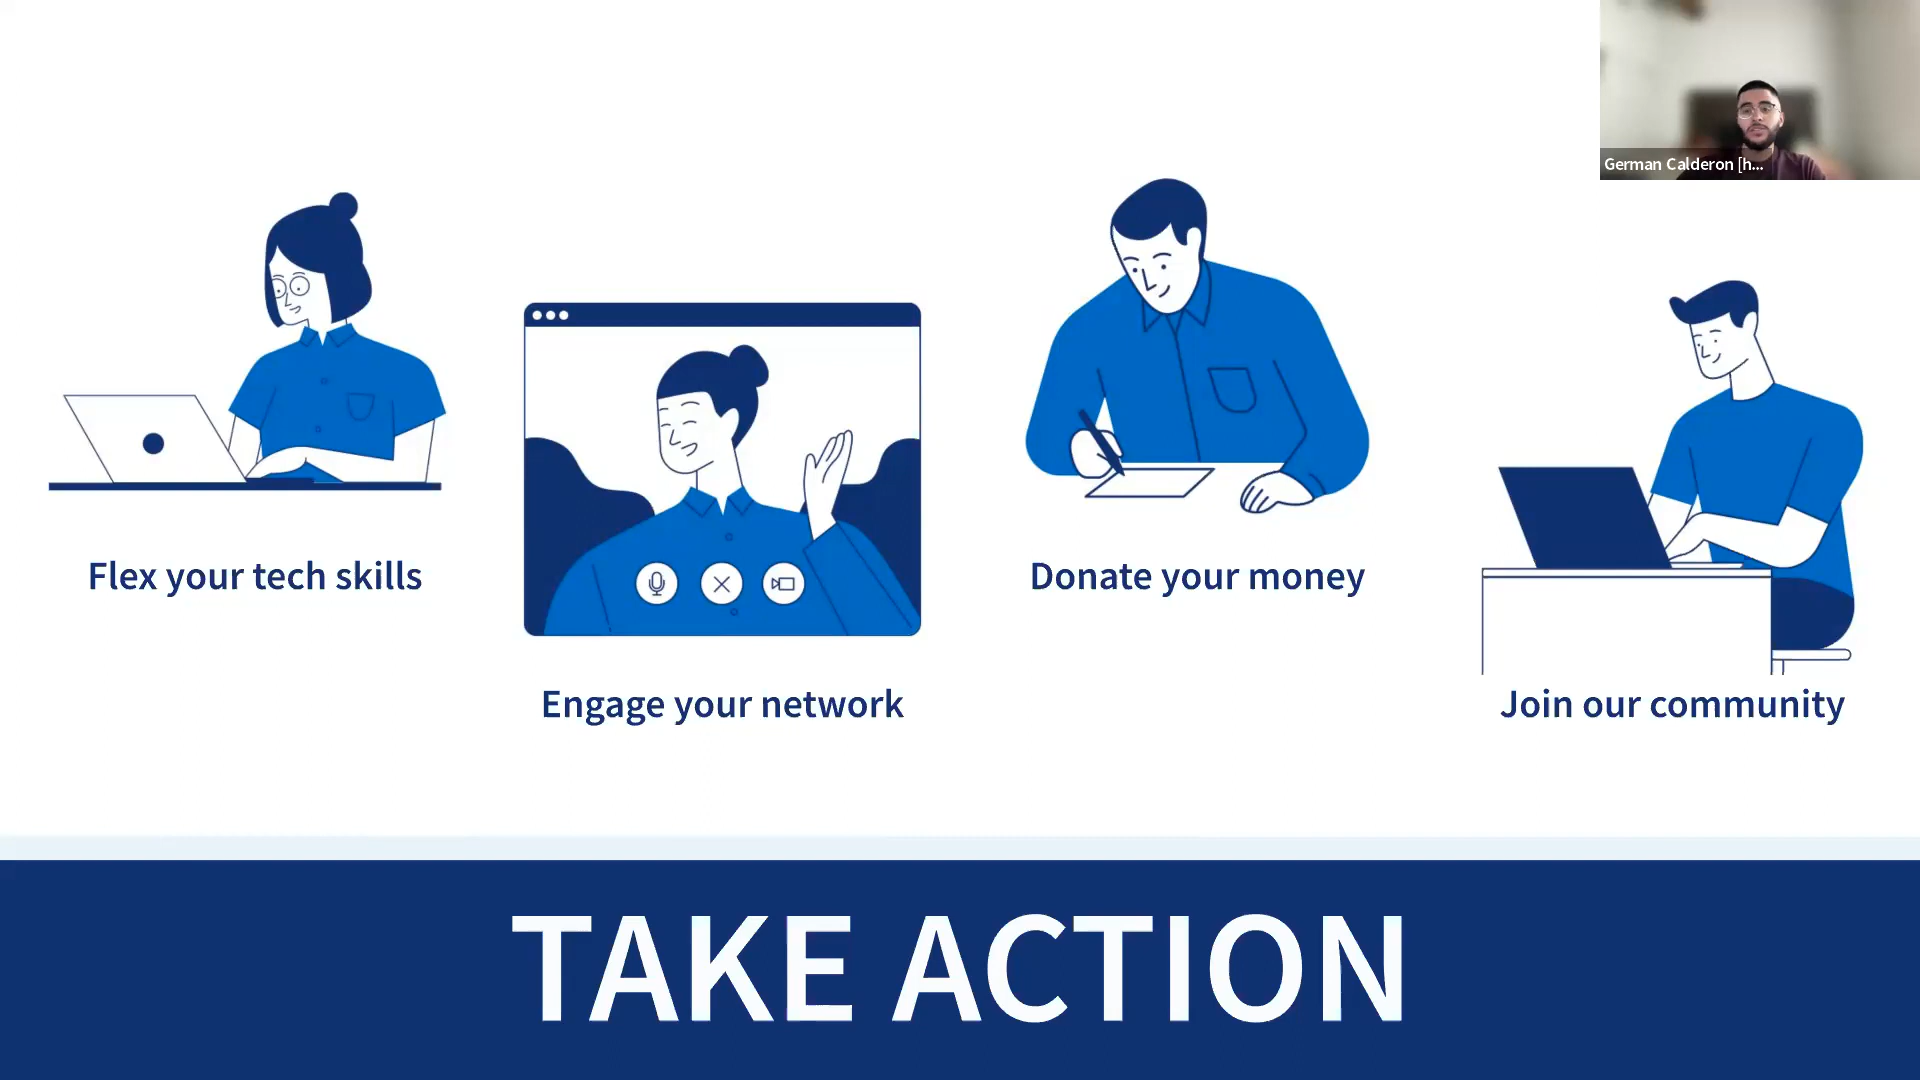 German Calderon [h...
Flex your tech skills
Engage your network
Donate your money
Join our community
TAKE ACTION